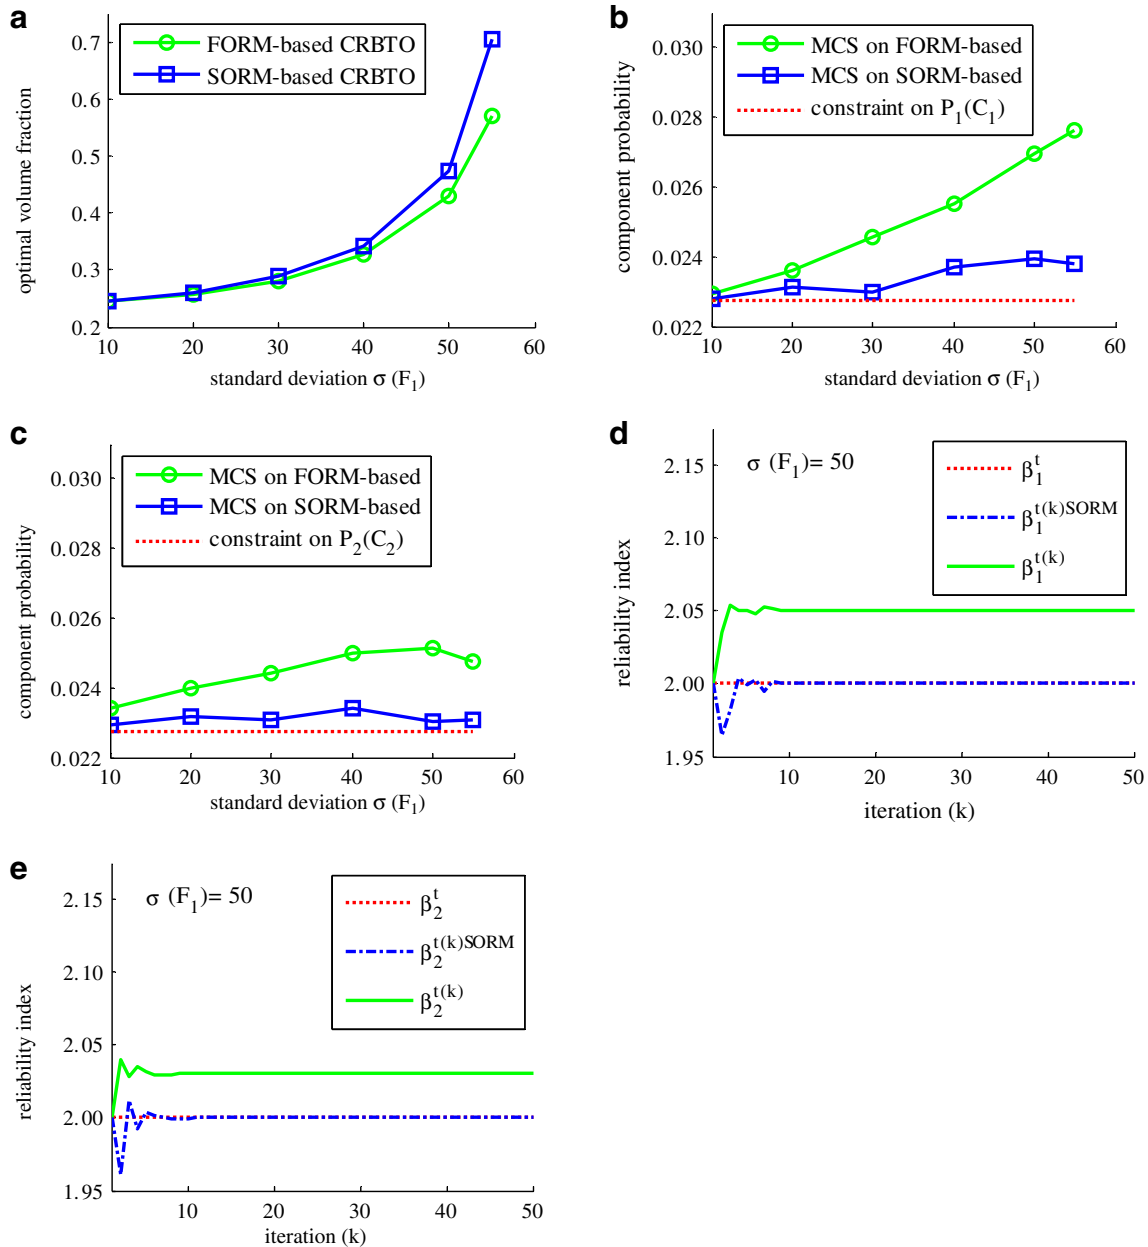 a
FORM-based CRBTO
SORM-based CRBTO
0.7
0.6
0.5
0.4
0.3
0.2
10 20 30 40 50 60
optimal volume fraction
standard deviation σ (F₁)
b
MCS on FORM-based
MCS on SORM-based
constraint on P₁(C₁)
0.030
0.028
0.026
0.024
0.022
10 20 30 40 50 60
component probability
standard deviation σ (F₁)
c
MCS on FORM-based
MCS on SORM-based
constraint on P₂(C₂)
0.030
0.028
0.026
0.024
0.022
10 20 30 40 50 60
component probability
standard deviation σ (F₁)
d
σ (F₁)= 50
β₁^t
β₁^t(k)SORM
β₁^t(k)
2.15
2.10
2.05
2.00
1.95
10 20 30 40 50
reliability index
iteration (k)
e
σ (F₁)= 50
β₂^t
β₂^t(k)SORM
β₂^t(k)
2.15
2.10
2.05
2.00
1.95
10 20 30 40 50
reliability index
iteration (k)